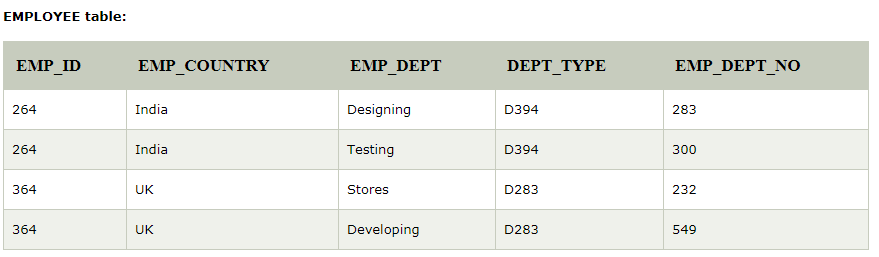 EMPLOYEE table:
EMP_ID EMP_COUNTRY EMP_DEPT DEPT_TYPE EMP_DEPT_NO
264 India Designing D394 283
264 India Testing D394 300
364 UK Stores D283 232
364 UK Developing D283 549